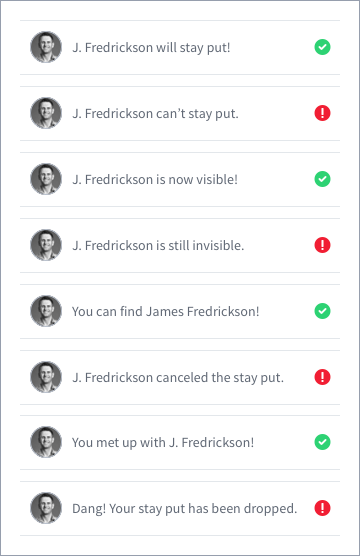 J. Fredrickson will stay put!
J. Fredrickson can’t stay put.
J. Fredrickson is now visible!
J. Fredrickson is still invisible.
You can find James Fredrickson!
J. Fredrickson canceled the stay put.
You met up with J. Fredrickson!
Dang! Your stay put has been dropped.